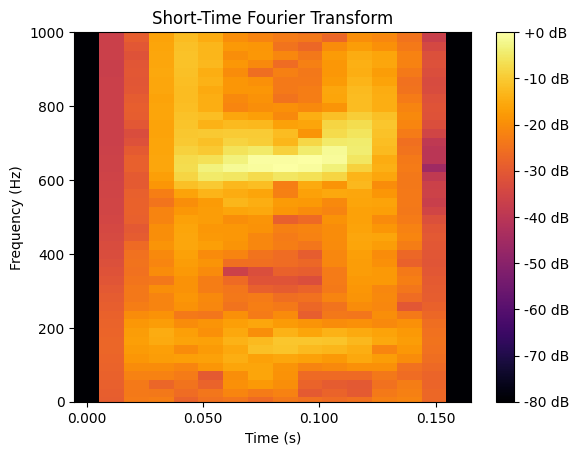 Short-Time Fourier Transform
1000
800
600
400
200
0
Frequency (Hz)
0.000
0.050
0.100
0.150
Time (s)
+0 dB
-10 dB
-20 dB
-30 dB
-40 dB
-50 dB
-60 dB
-70 dB
-80 dB